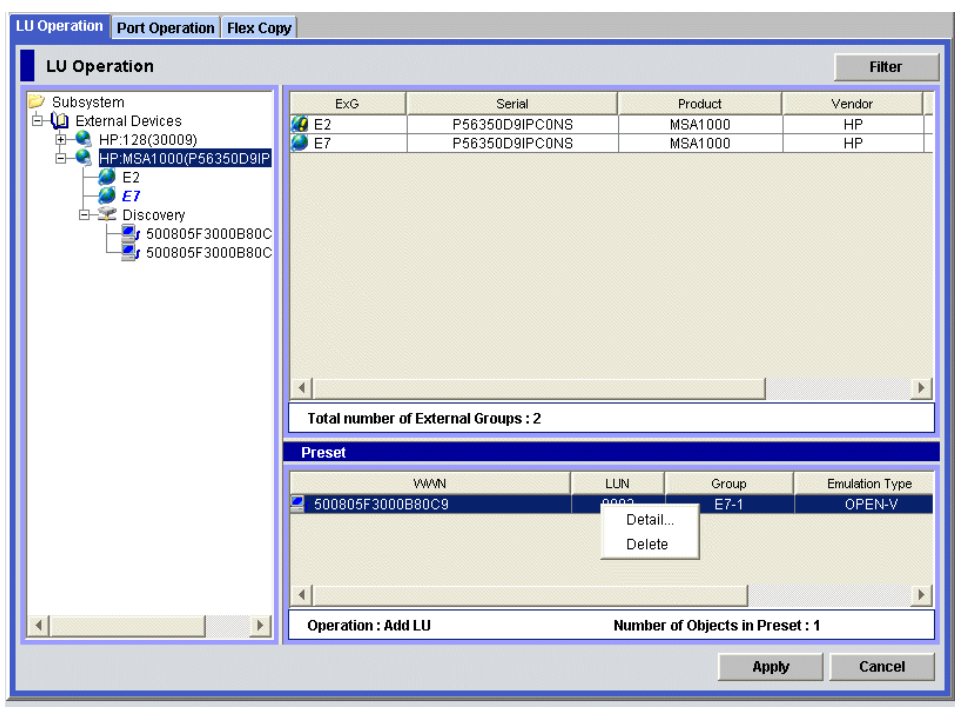 LU Operation Port Operation Flex Copy
LU Operation
Filter
Subsystem
External Devices
HP:128(30009)
HP:MSA1000(P56350D9IP
E2
E7
Discovery
500805F3000B80C
500805F3000B80C
ExG Serial Product Vendor
E2 P56350D9IPC0NS MSA1000 HP
E7 P56350D9IPC0NS MSA1000 HP
Total number of External Groups : 2
Preset
WWN LUN Group Emulation Type
500805F3000B80C9 E7-1 OPEN-V
Detail...
Delete
Operation : Add LU Number of Objects in Preset : 1
Apply Cancel